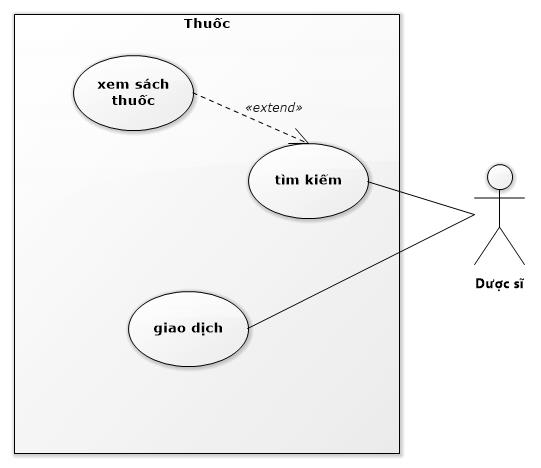 Thuốc
xem sách
thuốc
«extend»
tìm kiếm
Dược sĩ
giao dịch